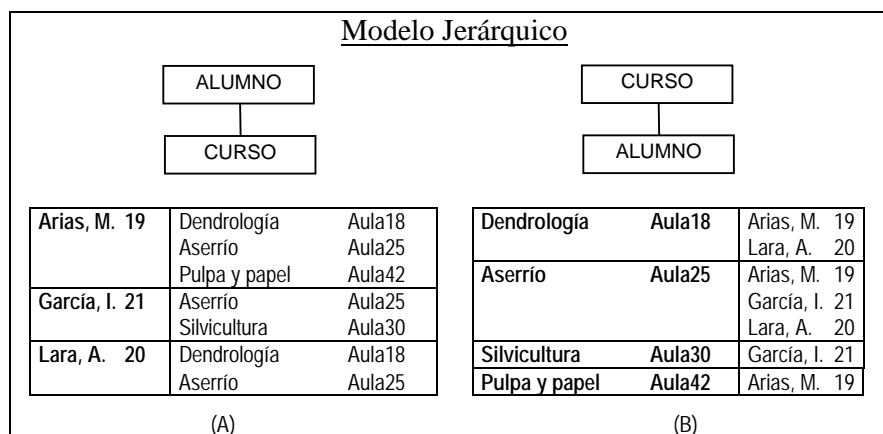 Modelo Jerárquico
ALUMNO
CURSO
Arias, M. 19 Dendrología Aula18
Aserrío Aula25
Pulpa y papel Aula42
García, I. 21 Aserrío Aula25
Silvicultura Aula30
Lara, A. 20 Dendrología Aula18
Aserrío Aula25
(A)
CURSO
ALUMNO
Dendrología Aula18 Arias, M. 19
Lara, A. 20
Aserrío Aula25 Arias, M. 19
García, I. 21
Lara, A. 20
Silvicultura Aula30 García, I. 21
Pulpa y papel Aula42 Arias, M. 19
(B)